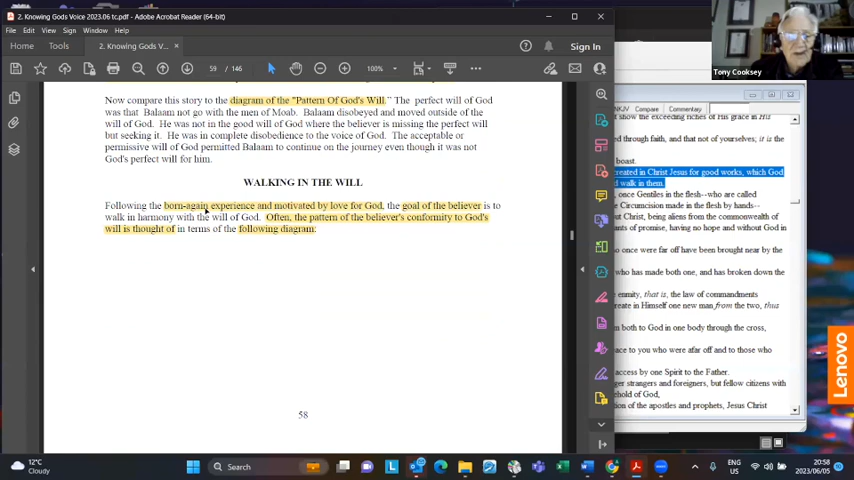 2. Knowing Gods Voice 2023.06 tc.pdf - Adobe Acrobat Reader (64-bit)
File Edit View Sign Window Help
Home Tools 2. Knowing Gods V... × Sign In
59 / 146 100%
Tony Cooksey
Now compare this story to the diagram of the "Pattern Of God's Will." The perfect will of God
was that Balaam not go with the men of Moab. Balaam disobeyed and moved outside of the
will of God. He was not in the good will of God where the believer is missing the perfect will
but seeking it. He was in complete disobedience to the voice of God. The acceptable or
permissive will of God permitted Balaam to continue on the journey even though it was not
God's perfect will for him.
WALKING IN THE WILL
Following the born-again experience and motivated by love for God, the goal of the believer is to
walk in harmony with the will of God. Often, the pattern of the believer's conformity to God's
will is thought of in terms of the following diagram:
58
NKJV Compare Commentary
t show the exceeding riches of His grace in His
ed through faith, and that not of yourselves; it is the
boast.
created in Christ Jesus for good works, which God
d walk in them.
once Gentiles in the flesh--who are called
e Circumcision made in the flesh by hands--
out Christ, being aliens from the commonwealth of
ants of promise, having no hope and without God in
o once were far off have been brought near by the
who has made both one, and has broken down the
enmity, that is, the law of commandments
eate in Himself one new man from the two, thus
n both to God in one body through the cross,
ace to you who were afar off and to those who
access by one Spirit to the Father.
ger strangers and foreigners, but fellow citizens with
hold of God,
tion of the apostles and prophets, Jesus Christ
Lenovo
12°C
Cloudy
Search
ENG
US
20:58
2023/06/05